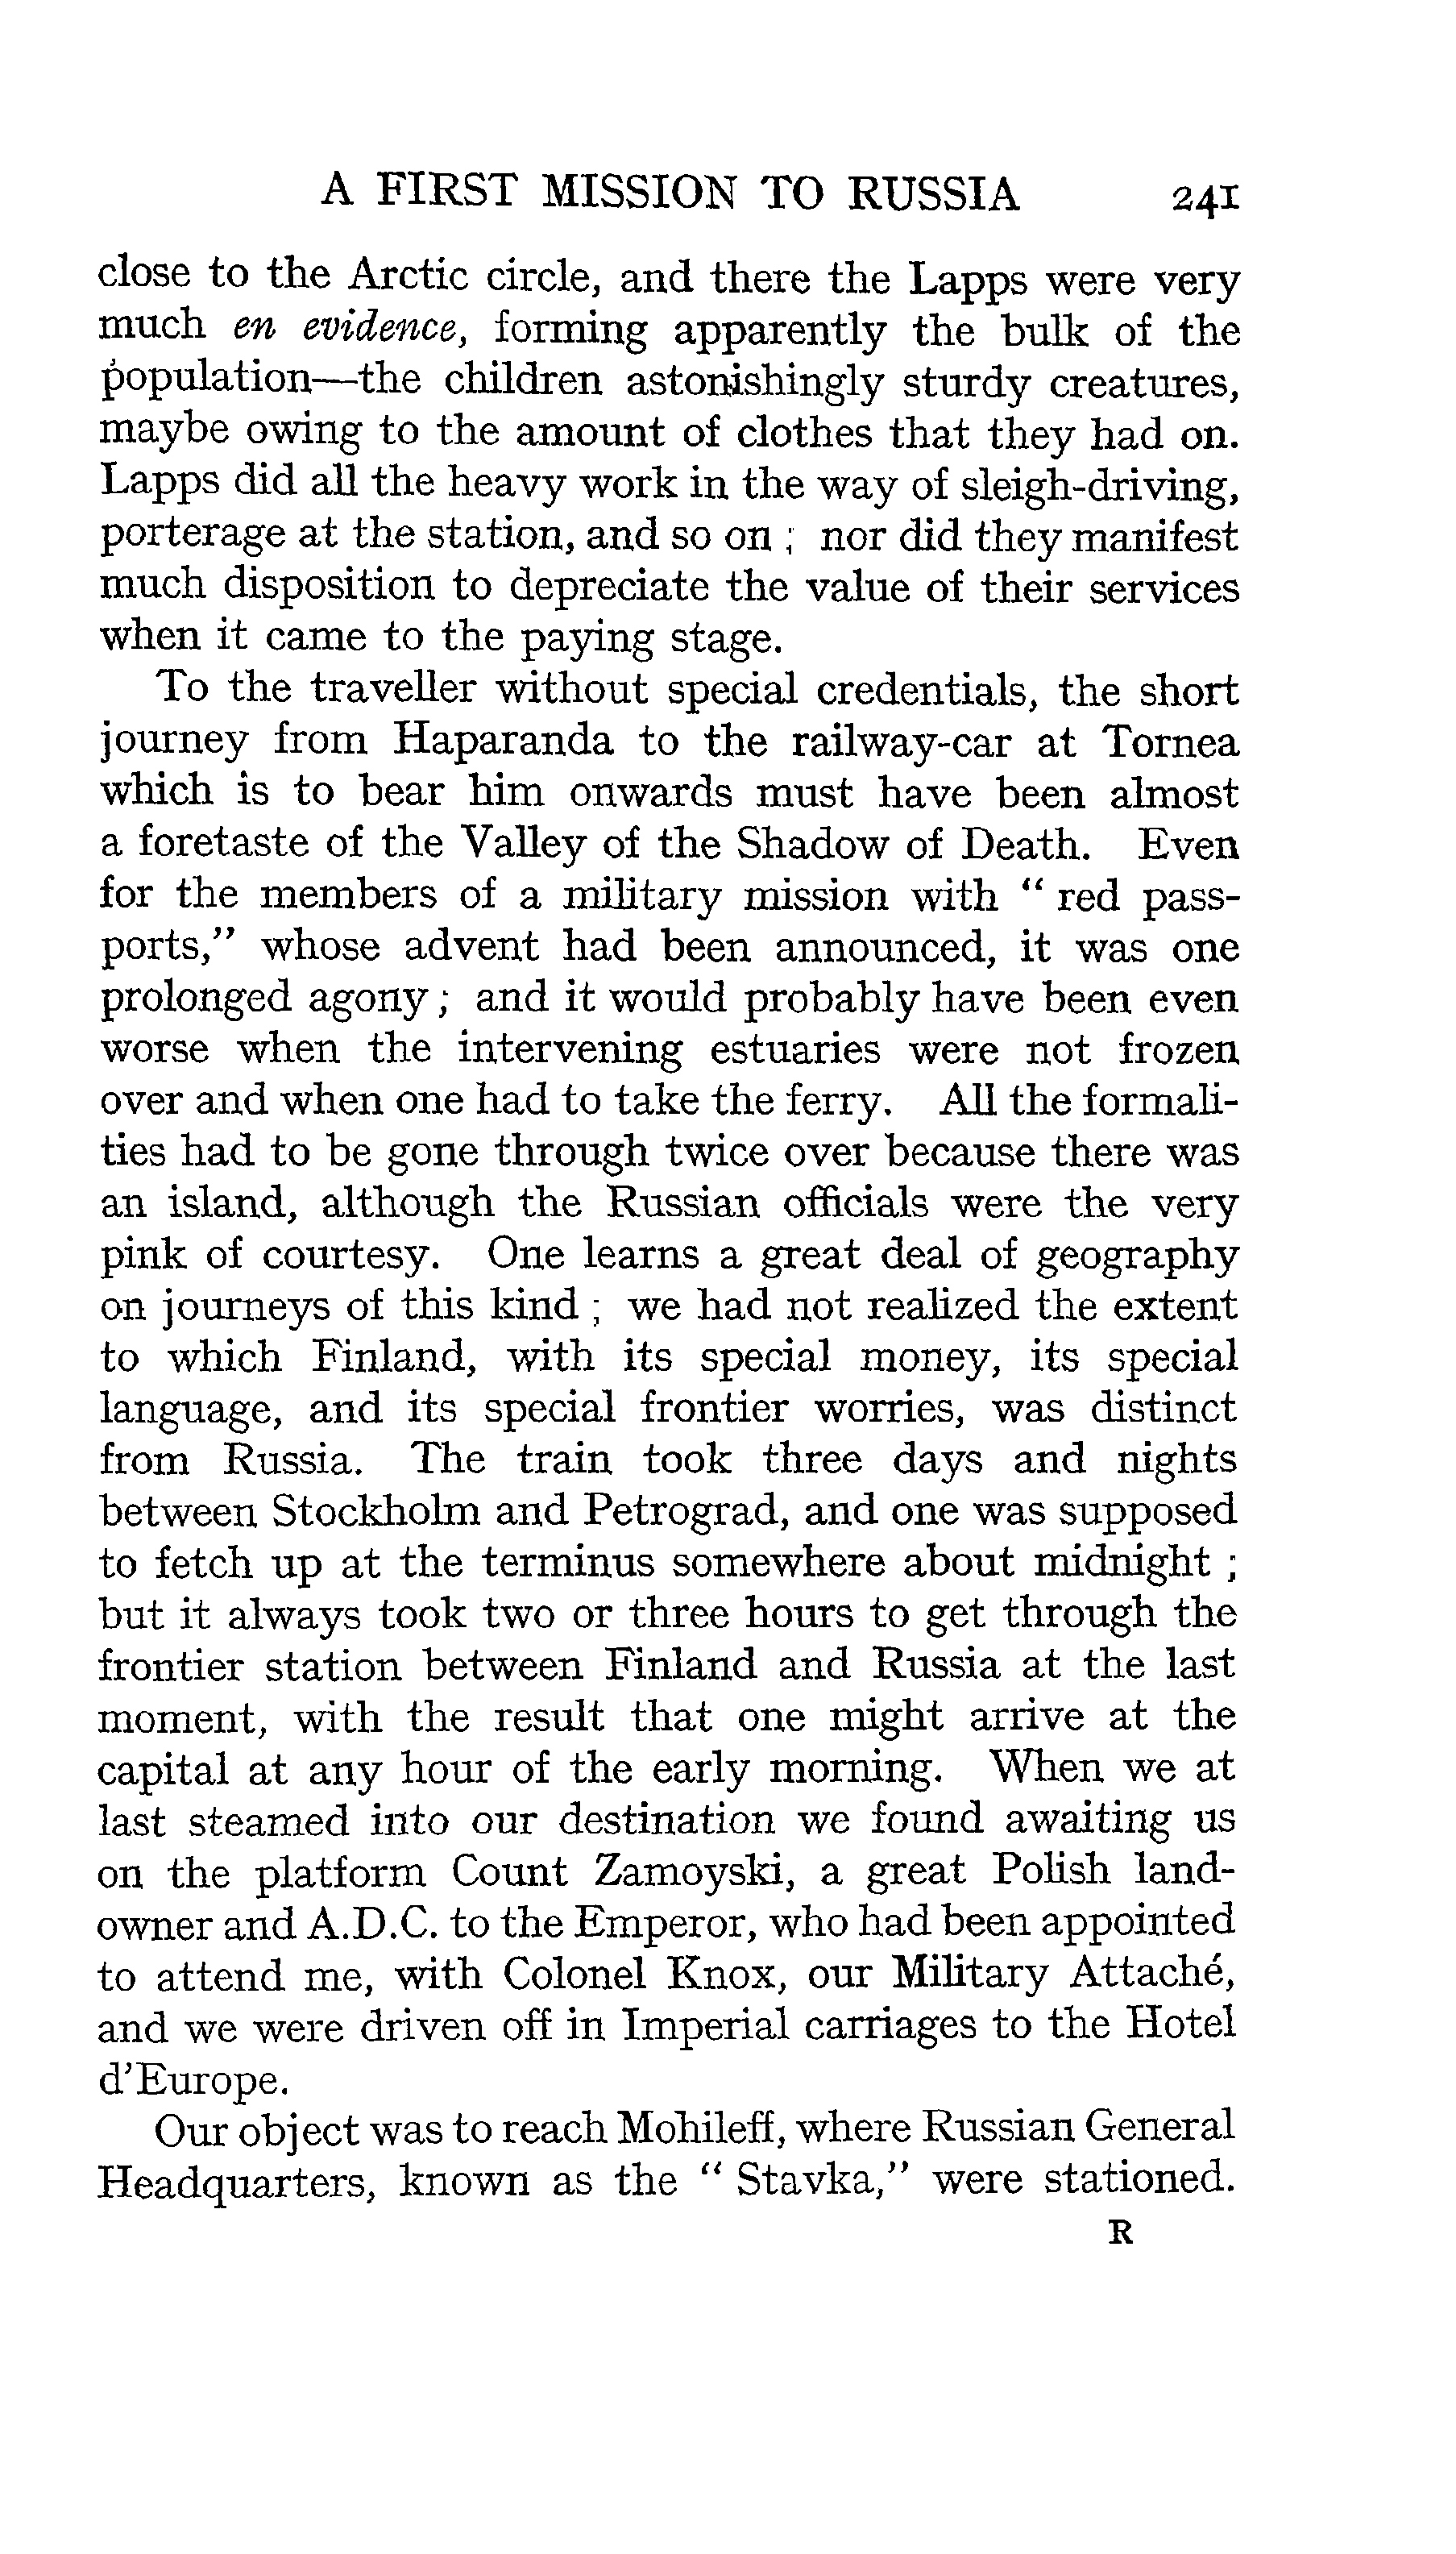 A FIRST MISSION TO RUSSIA 241
close to the Arctic circle, and there the Lapps were very
much en evidence, forming apparently the bulk of the
population—the children astonishingly sturdy creatures,
maybe owing to the amount of clothes that they had on.
Lapps did all the heavy work in the way of sleigh-driving,
porterage at the station, and so on ; nor did they manifest
much disposition to depreciate the value of their services
when it came to the paying stage.
To the traveller without special credentials, the short
journey from Haparanda to the railway-car at Tornea
which is to bear him onwards must have been almost
a foretaste of the Valley of the Shadow of Death. Even
for the members of a military mission with “ red pass-
ports,” whose advent had been announced, it was one
prolonged agony ; and it would probably have been even
worse when the intervening estuaries were not frozen
over and when one had to take the ferry. All the formali-
ties had to be gone through twice over because there was
an island, although the Russian officials were the very
pink of courtesy. One learns a great deal of geography
on journeys of this kind ; we had not realized the extent
to which Finland, with its special money, its special
language, and its special frontier worries, was distinct
from Russia. The train took three days and nights
between Stockholm and Petrograd, and one was supposed
to fetch up at the terminus somewhere about midnight ;
but it always took two or three hours to get through the
frontier station between Finland and Russia at the last
moment, with the result that one might arrive at the
capital at any hour of the early morning. When we at
last steamed into our destination we found awaiting us
on the platform Count Zamoyski, a great Polish land-
owner and A.D.C. to the Emperor, who had been appointed
to attend me, with Colonel Knox, our Military Attaché,
and we were driven off in Imperial carriages to the Hotel
d’Europe.
Our object was to reach Mohileff, where Russian General
Headquarters, known as the “ Stavka,” were stationed.
R